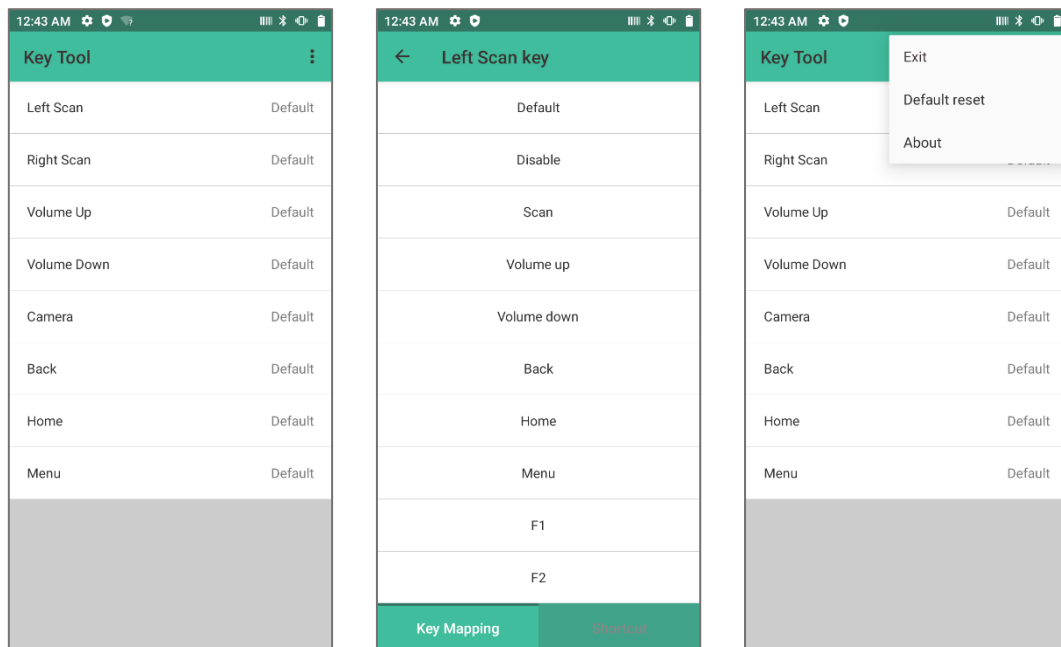 12:43 AM
Key Tool
Left Scan Default
Right Scan Default
Volume Up Default
Volume Down Default
Camera Default
Back Default
Home Default
Menu Default
12:43 AM
Left Scan key
Default
Disable
Scan
Volume up
Volume down
Back
Home
Menu
F1
F2
Key Mapping Shortcut
12:43 AM
Key Tool
Exit
Default reset
About
Left Scan
Right Scan
Volume Up Default
Volume Down Default
Camera Default
Back Default
Home Default
Menu Default